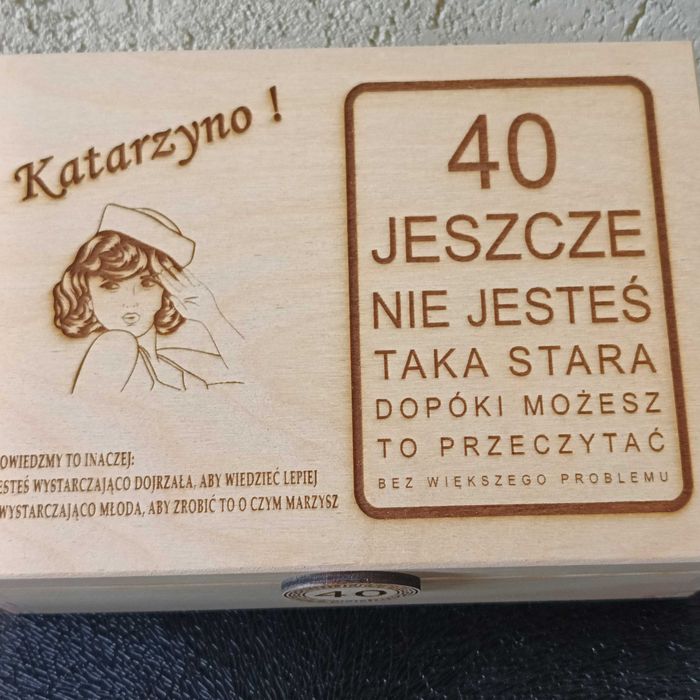 Katarzyno !
40
JESZCZE
NIE JESTEŚ
TAKA STARA
DOPÓKI MOŻESZ
TO PRZECZYTAĆ
BEZ WIĘKSZEGO PROBLEMU
OWIEDZMY TO INACZEJ:
ESTEŚ WYSTARCZAJĄCO DOJRZAŁA, ABY WIEDZIEĆ LEPIEJ
WYSTARCZAJĄCO MŁODA, ABY ZROBIĆ TO O CZYM MARZYSZ
40